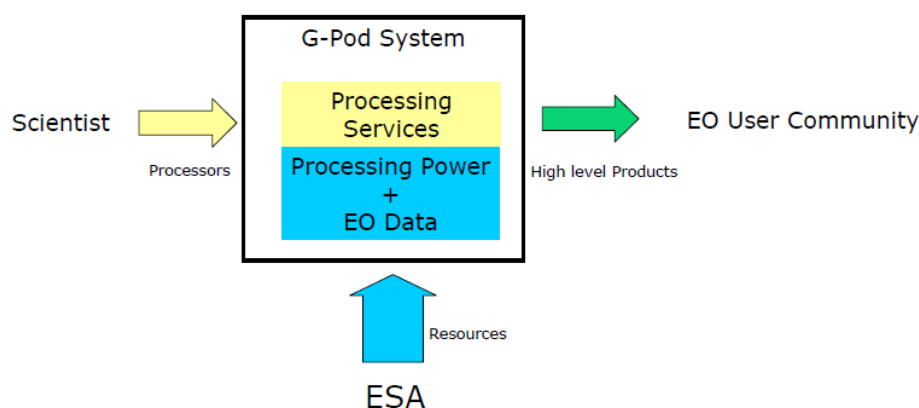 G-Pod System
Scientist
Processors
Processing
Services
Processing Power
+
EO Data
High level Products
EO User Community
Resources
ESA